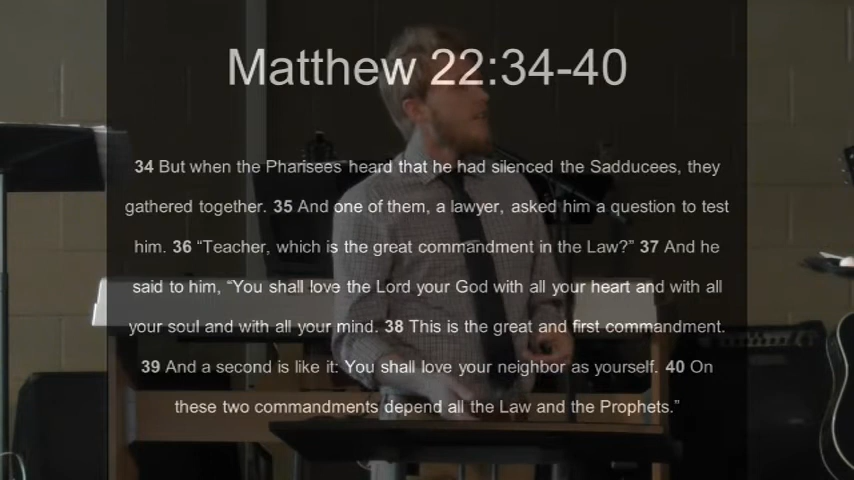 Matthew 22:34-40
34 But when the Pharisees heard that he had silenced the Sadducees, they
gathered together. 35 And one of them, a lawyer, asked him a question to test
him. 36 “Teacher, which is the great commandment in the Law?” 37 And he
said to him, “You shall love the Lord your God with all your heart and with all
your soul and with all your mind. 38 This is the great and first commandment.
39 And a second is like it: You shall love your neighbor as yourself. 40 On
these two commandments depend all the Law and the Prophets.”